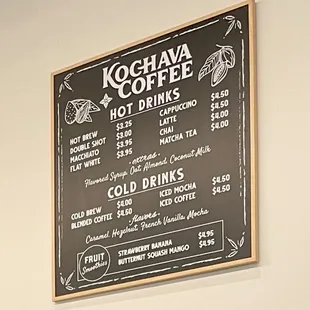 KOCHAVA
COFFEE
HOT DRINKS
HOT BREW $3.25
DOUBLE SHOT $3.00
MACCHIATO $3.95
FLAT WHITE $3.95
CAPPUCCINO $4.50
LATTE $4.50
CHAI $4.00
MATCHA TEA $4.50
extras
Flavored Syrup, Oat, Almond, Coconut Milk
COLD DRINKS
COLD BREW $4.00
BLENDED COFFEE $4.50
ICED MOCHA $4.50
ICED COFFEE $4.50
flavors
Caramel, Hazelnut, French Vanilla, Mocha
FRUIT
Smoothies
STRAWBERRY BANANA $4.95
BUTTERNUT SQUASH MANGO $4.95